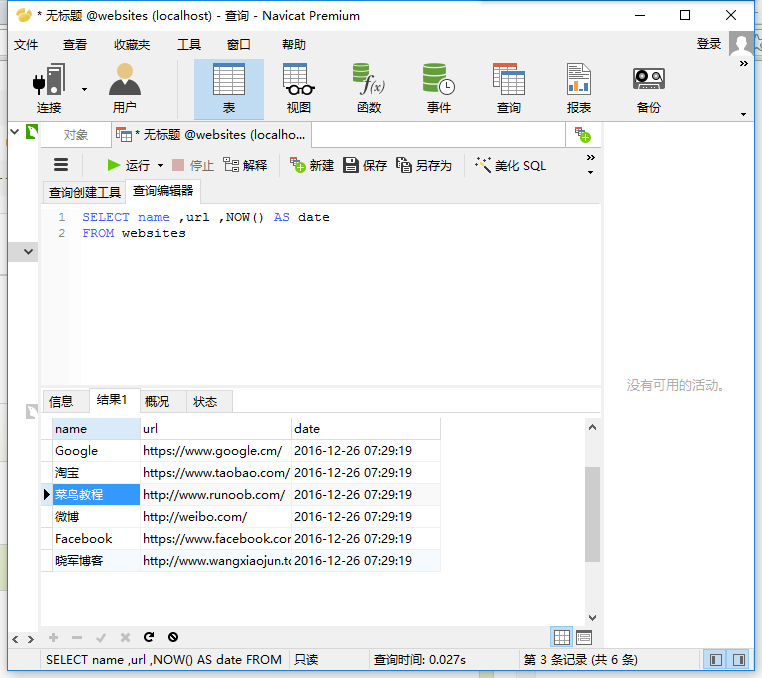 * 无标题 @websites (localhost) - 查询 - Navicat Premium
文件 查看 收藏夹 工具 窗口 帮助 登录
连接 用户 表 视图 函数 事件 查询 报表 备份
对象 * 无标题 @websites (localho...
运行 停止 解释 新建 保存 另存为 美化 SQL
查询创建工具 查询编辑器
1 SELECT name ,url ,NOW() AS date
2 FROM websites
没有可用的活动。
信息 结果1 概况 状态
name url date
Google https://www.google.cm/ 2016-12-26 07:29:19
淘宝 https://www.taobao.com/ 2016-12-26 07:29:19
菜鸟教程 http://www.runoob.com/ 2016-12-26 07:29:19
微博 http://weibo.com/ 2016-12-26 07:29:19
Facebook https://www.facebook.cor 2016-12-26 07:29:19
晓军博客 http://www.wangxiaojun.tc 2016-12-26 07:29:19
SELECT name ,url ,NOW() AS date FROM 只读 查询时间: 0.027s 第 3 条记录 (共 6 条)